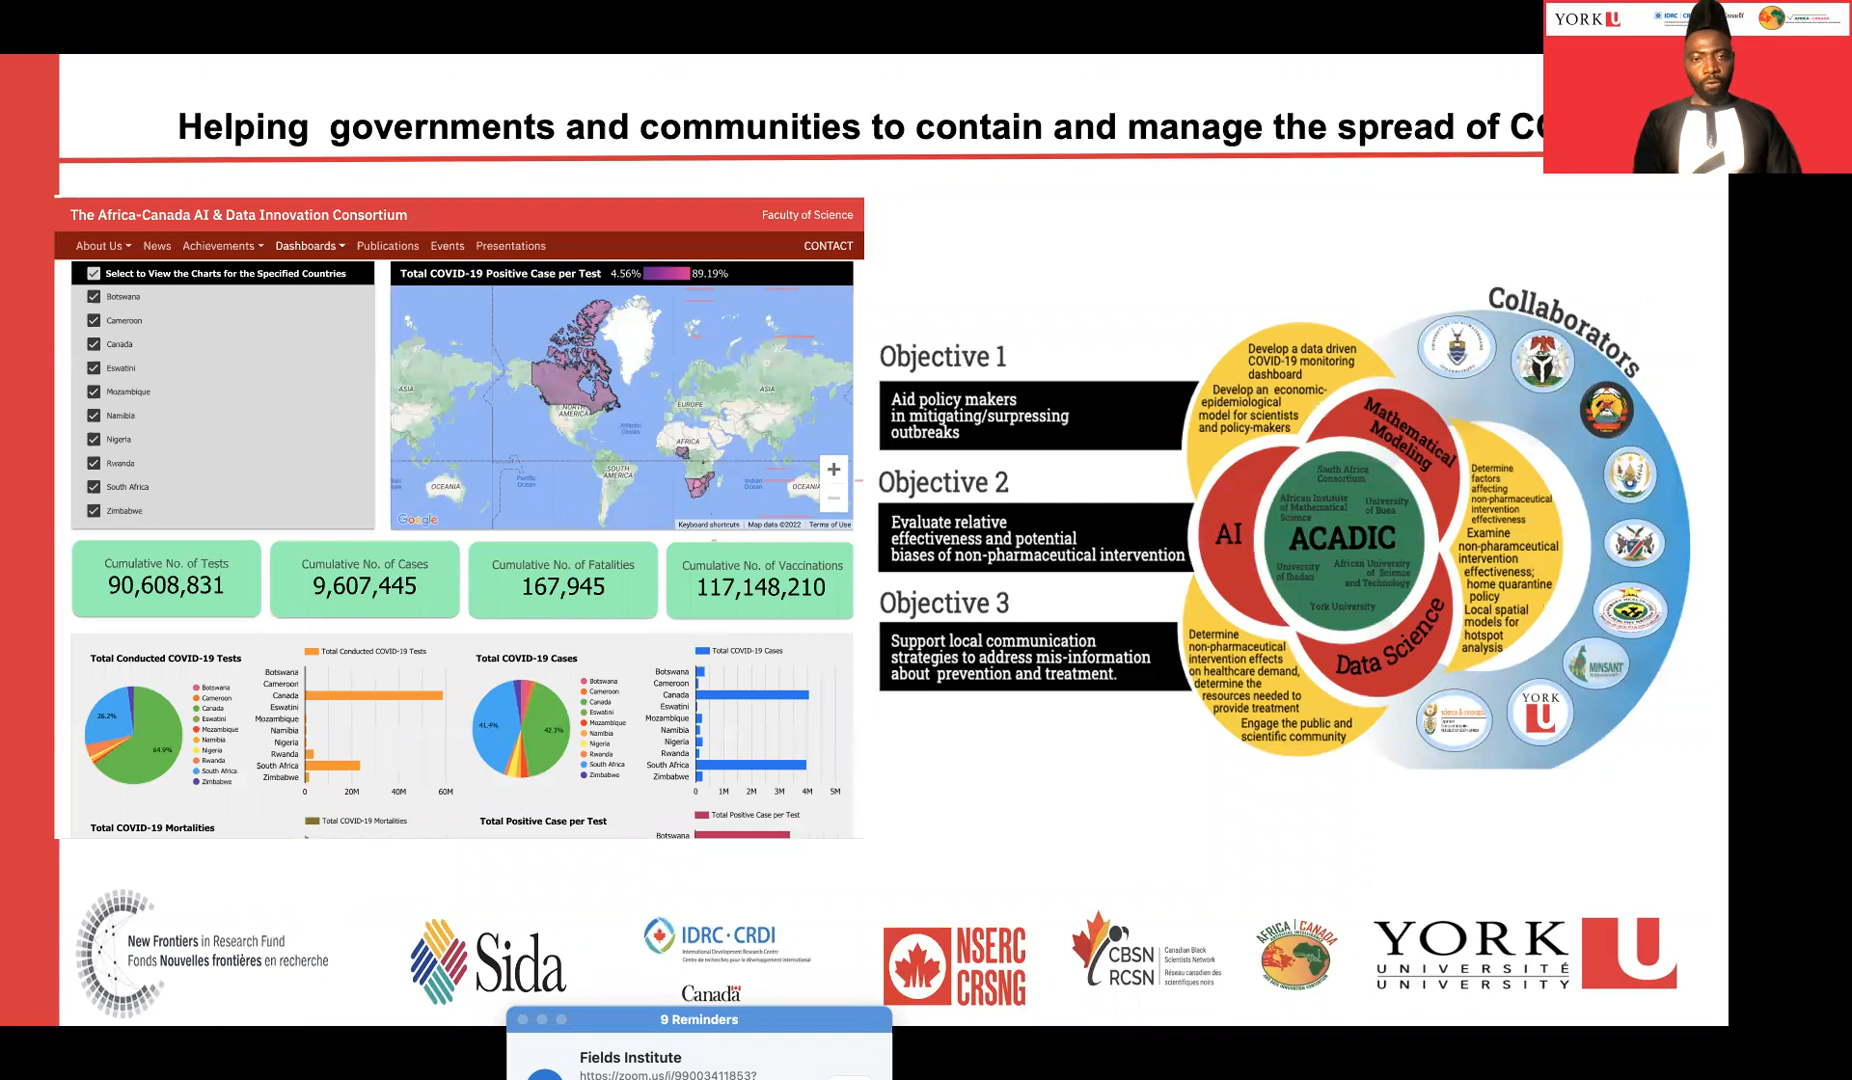 YORK U
Helping  governments and communities to contain and manage the spread of
The Africa-Canada AI & Data Innovation Consortium
Faculty of Science
About Us
News
Achievements
Dashboards
Publications
Events
Presentations
CONTACT
Select to View the Charts for the Specified Countries
Botswana
Cameroon
Canada
Eswatini
Mozambique
Namibia
Nigeria
Rwanda
South Africa
Zimbabwe
Total COVID-19 Positive Case per Test 4.56% 89.19%
ASIA
NORTH
AMERICA
Atlantic
Ocean
EUROPE
ASIA
AFRICA
Pacific
Ocean
SOUTH
AMERICA
OCEANIA
Indian
Ocean
OCEANIA
Google
Keyboard shortcuts
Map data ©2022
Terms of Use
Cumulative No. of Tests
90,608,831
Cumulative No. of Cases
9,607,445
Cumulative No. of Fatalities
167,945
Cumulative No. of Vaccinations
117,148,210
Total Conducted COVID-19 Tests
26.2%
64.9%
Botswana
Cameroon
Canada
Eswatini
Mozambique
Namibia
Nigeria
Rwanda
South Africa
Zimbabwe
Total Conducted COVID-19 Tests
Botswana
Cameroon
Canada
Eswatini
Mozambique
Namibia
Nigeria
Rwanda
South Africa
Zimbabwe
0 20M 40M 60M
Total COVID-19 Cases
41.4%
42.3%
Botswana
Cameroon
Canada
Eswatini
Mozambique
Namibia
Nigeria
Rwanda
South Africa
Zimbabwe
Total COVID-19 Cases
Botswana
Cameroon
Canada
Eswatini
Mozambique
Namibia
Nigeria
Rwanda
South Africa
Zimbabwe
0 1M 2M 3M 4M 5M
Total COVID-19 Mortalities
Total COVID-19 Mortalities
Total Positive Case per Test
Total Positive Case per Test
Botswana
Objective 1
Aid policy makers
in mitigating/surpressing
outbreaks
Objective 2
Evaluate relative
effectiveness and potential
biases of non-pharmaceutical intervention
Objective 3
Support local communication
strategies to address mis-information
about prevention and treatment.
Develop a data driven
COVID-19 monitoring
dashboard
Develop an economic-
epidemiological
model for scientists
and policy-makers
Mathematical
Modeling
AI
Data Science
South Africa
Consortium
African Institute
of Mathematical
Science
University
of Buea
ACADIC
University
of Ibadan
African University
of Science
and Technology
York University
Determine
factors
affecting
non-pharmaceutical
intervention
effectiveness
Examine
non-pharamceutical
intervention
effectiveness;
home quarantine
policy
Local spatial
models for
hotspot
analysis
Determine
non-pharmaceutical
intervention effects
on healthcare demand,
determine the
resources needed to
provide treatment
Engage the public and
scientific community
Collaborators
MINSANT
YORK
U
New Frontiers in Research Fund
Fonds Nouvelles frontières en recherche
Sida
IDRC · CRDI
International Development Research Centre
Centre de recherches pour le développement international
Canada
NSERC
CRSNG
CBSN
RCSN
Canadian Black
Scientists Network
Réseau canadien des
scientifiques noirs
AFRICA | CANADA
YORK U
UNIVERSITÉ
UNIVERSITY
9 Reminders
Fields Institute
https://zoom.us/j/99003411853?